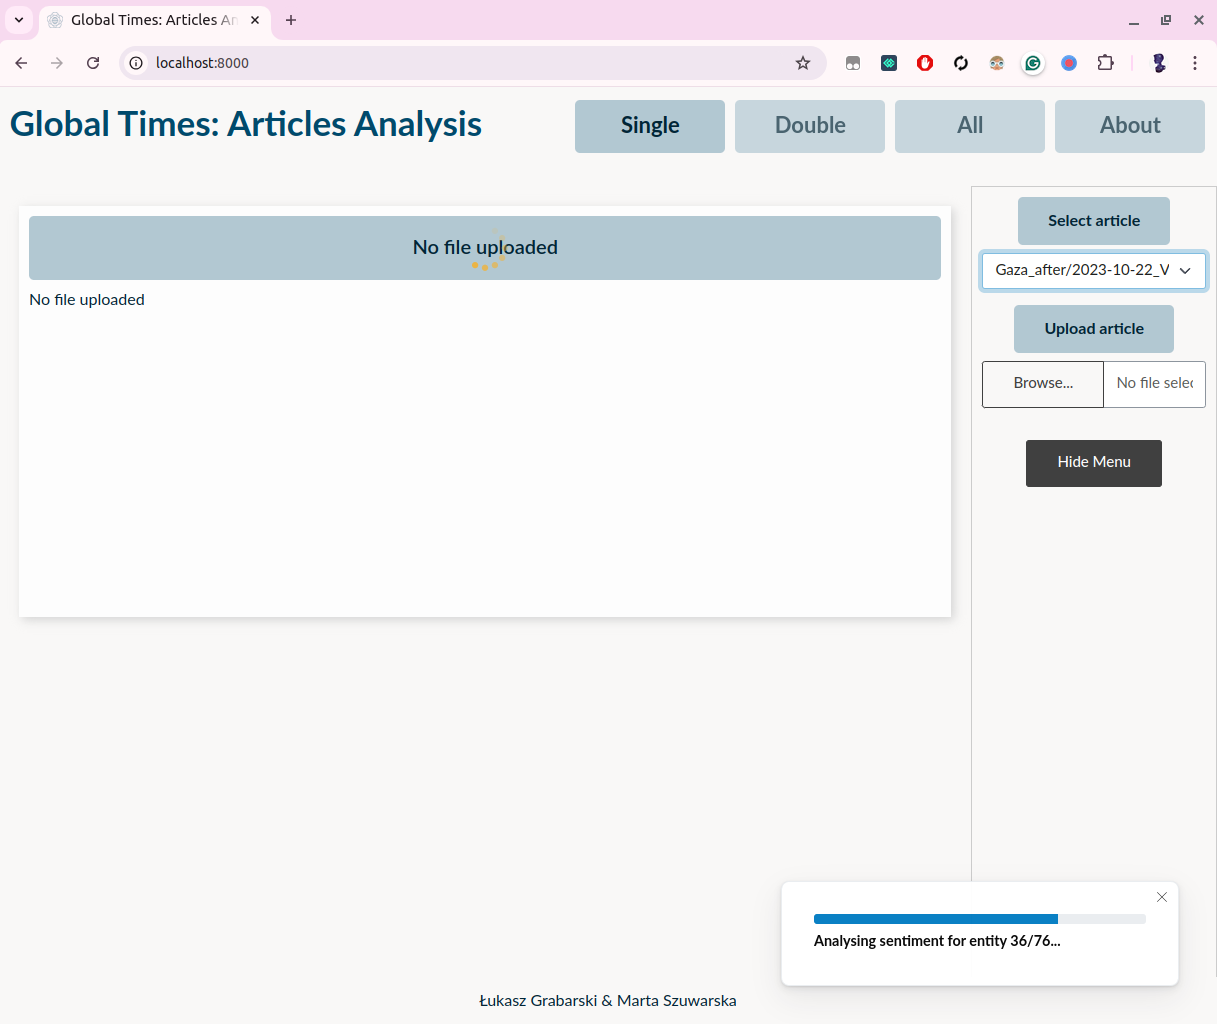 Global Times: Articles An
localhost:8000
Global Times: Articles Analysis
Single
Double
All
About
No file uploaded
No file uploaded
Select article
Gaza_after/2023-10-22_V
Upload article
Browse...
No file selec
Hide Menu
Analysing sentiment for entity 36/76...
Łukasz Grabarski & Marta Szuwarska